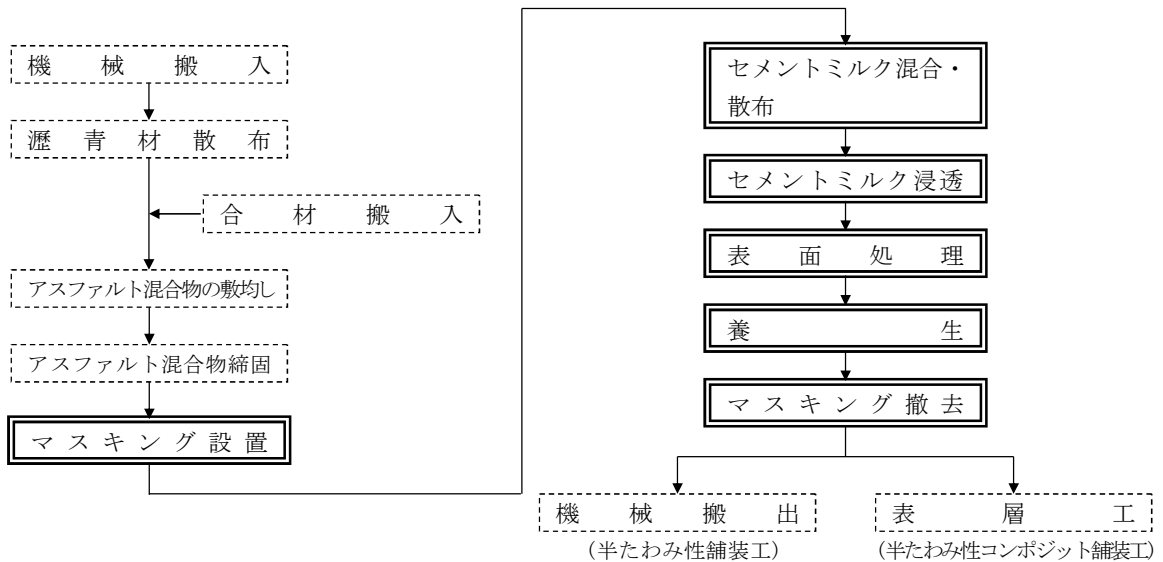 機械搬入
瀝青材散布
合材搬入
アスファルト混合物の敷均し
アスファルト混合物締固
マスキング設置
セメントミルク混合・
散布
セメントミルク浸透
表面処理
養生
マスキング撤去
機械搬出
(半たわみ性舗装工)
表層工
(半たわみ性コンポジット舗装工)